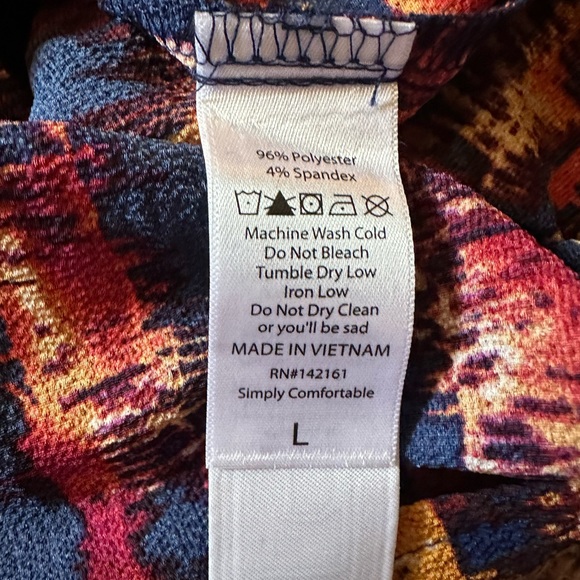 96% Polyester
4% Spandex
Machine Wash Cold
Do Not Bleach
Tumble Dry Low
Iron Low
Do Not Dry Clean
or you'll be sad
MADE IN VIETNAM
RN#142161
Simply Comfortable
L